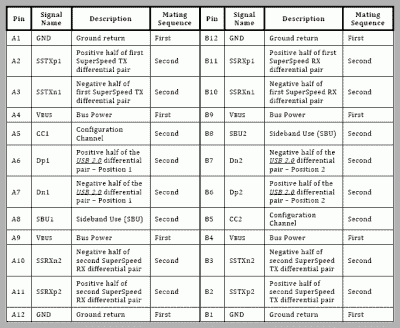 Pin Signal Name Description Mating Sequence Pin Signal Name Description Mating Sequence
A1 GND Ground return First B12 GND Ground return First
A2 SSTXp1 Positive half of first SuperSpeed TX differential pair Second B11 SSRXp1 Positive half of first SuperSpeed RX differential pair Second
A3 SSTXn1 Negative half of first SuperSpeed TX differential pair Second B10 SSRXn1 Negative half of first SuperSpeed RX differential pair Second
A4 VBUS Bus Power First B9 VBUS Bus Power First
A5 CC1 Configuration Channel Second B8 SBU2 Sideband Use (SBU) Second
A6 Dp1 Positive half of the USB 2.0 differential pair – Position 1 Second B7 Dn2 Negative half of the USB 2.0 differential pair – Position 2 Second
A7 Dn1 Negative half of the USB 2.0 differential pair – Position 1 Second B6 Dp2 Positive half of the USB 2.0 differential pair – Position 2 Second
A8 SBU1 Sideband Use (SBU) Second B5 CC2 Configuration Channel Second
A9 VBUS Bus Power First B4 VBUS Bus Power First
A10 SSRXn2 Negative half of second SuperSpeed RX differential pair Second B3 SSTXn2 Negative half of second SuperSpeed TX differential pair Second
A11 SSRXp2 Positive half of second SuperSpeed RX differential pair Second B2 SSTXp2 Positive half of second SuperSpeed TX differential pair Second
A12 GND Ground return First B1 GND Ground return First